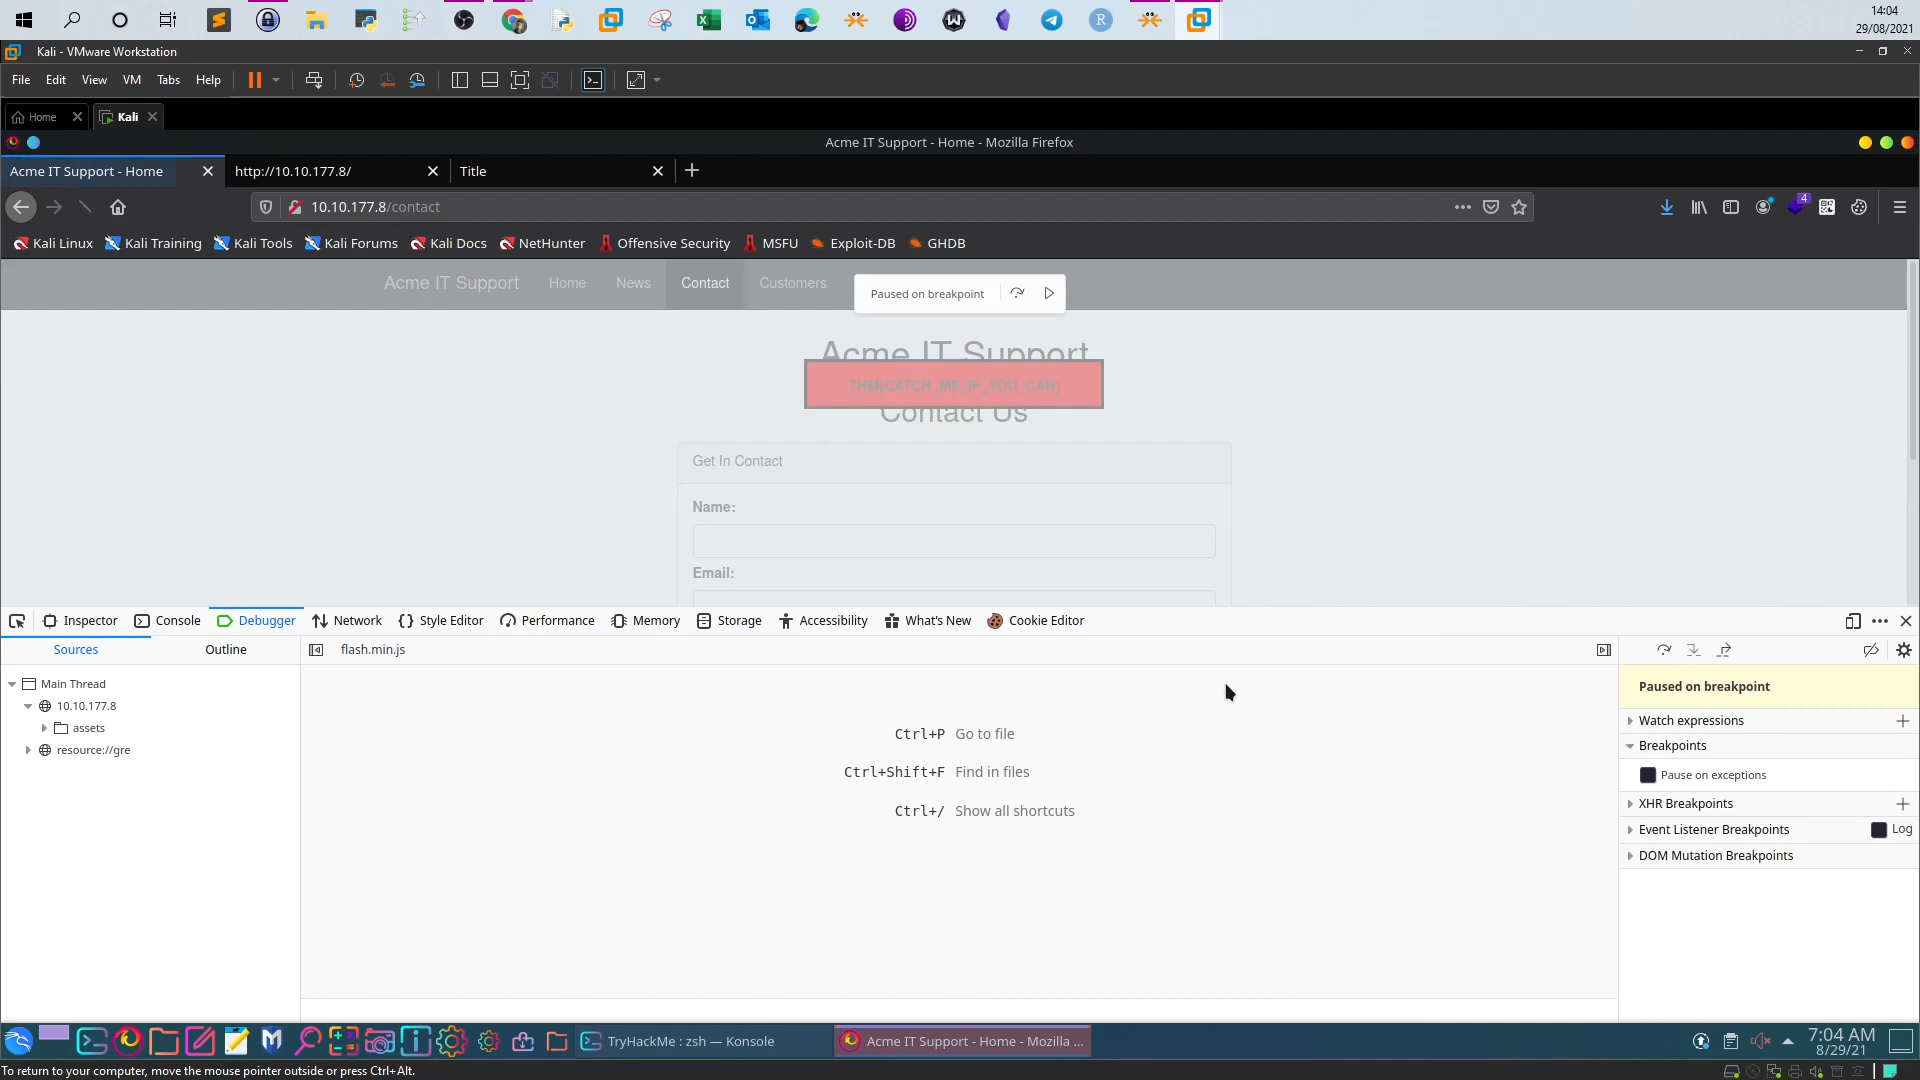 14:04
29/08/2021
Kali - VMware Workstation
File Edit View VM Tabs Help
Home Kali
Acme IT Support - Home - Mozilla Firefox
Acme IT Support - Home http://10.10.177.8/ Title
10.10.177.8/contact
4
Kali Linux Kali Training Kali Tools Kali Forums Kali Docs NetHunter Offensive Security MSFU Exploit-DB GHDB
Acme IT Support Home News Contact Customers
Paused on breakpoint
Acme IT Support
THM{CATCH_ME_IF_YOU_CAN}
Contact Us
Get In Contact
Name:
Email:
Inspector Console Debugger Network Style Editor Performance Memory Storage Accessibility What's New Cookie Editor
Sources Outline flash.min.js
Main Thread
10.10.177.8
assets
resource://gre
Ctrl+P Go to file
Ctrl+Shift+F Find in files
Ctrl+/ Show all shortcuts
Paused on breakpoint
Watch expressions
Breakpoints
Pause on exceptions
XHR Breakpoints
Event Listener Breakpoints Log
DOM Mutation Breakpoints
TryHackMe : zsh — Konsole
Acme IT Support - Home - Mozilla ...
7:04 AM
8/29/21
To return to your computer, move the mouse pointer outside or press Ctrl+Alt.